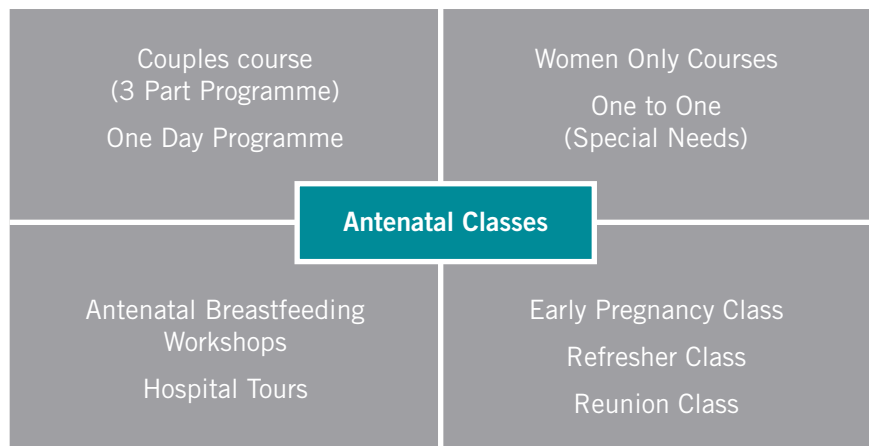 Couples course
(3 Part Programme)
One Day Programme
Women Only Courses
One to One
(Special Needs)
Antenatal Classes
Antenatal Breastfeeding
Workshops
Hospital Tours
Early Pregnancy Class
Refresher Class
Reunion Class